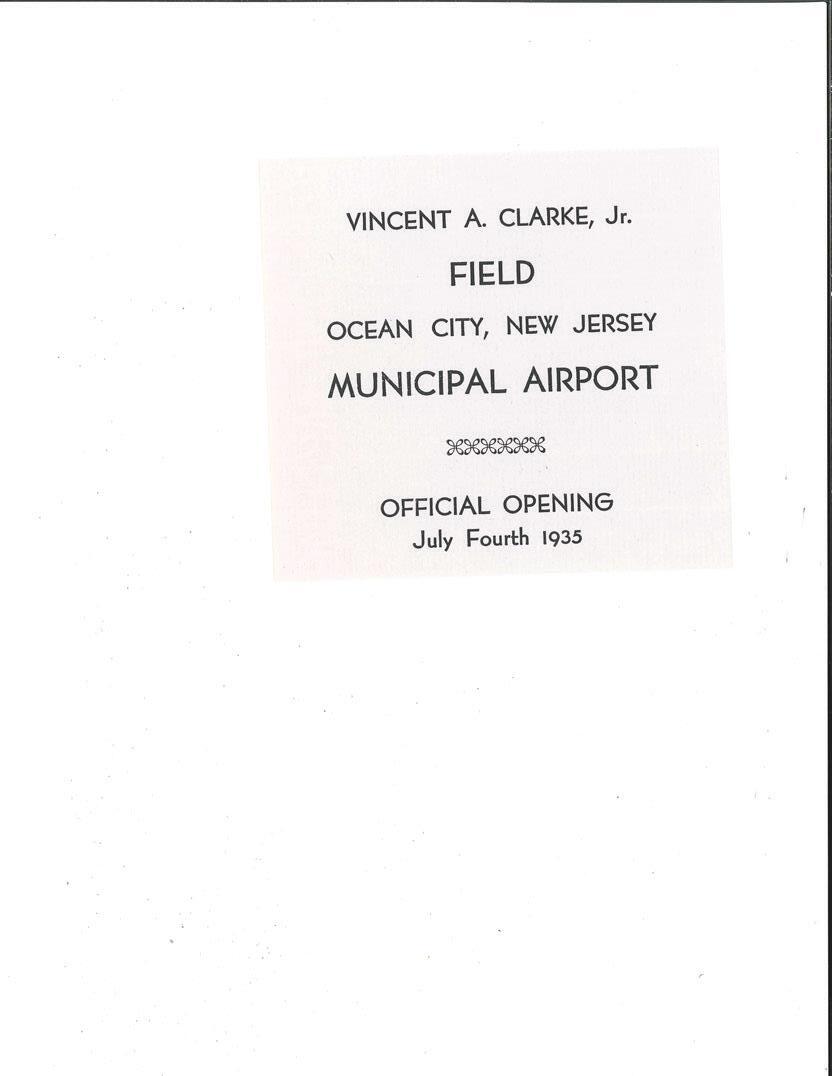 VINCENT A. CLARKE, Jr.
FIELD
OCEAN CITY, NEW JERSEY
MUNICIPAL AIRPORT
OFFICIAL OPENING
July Fourth 1935